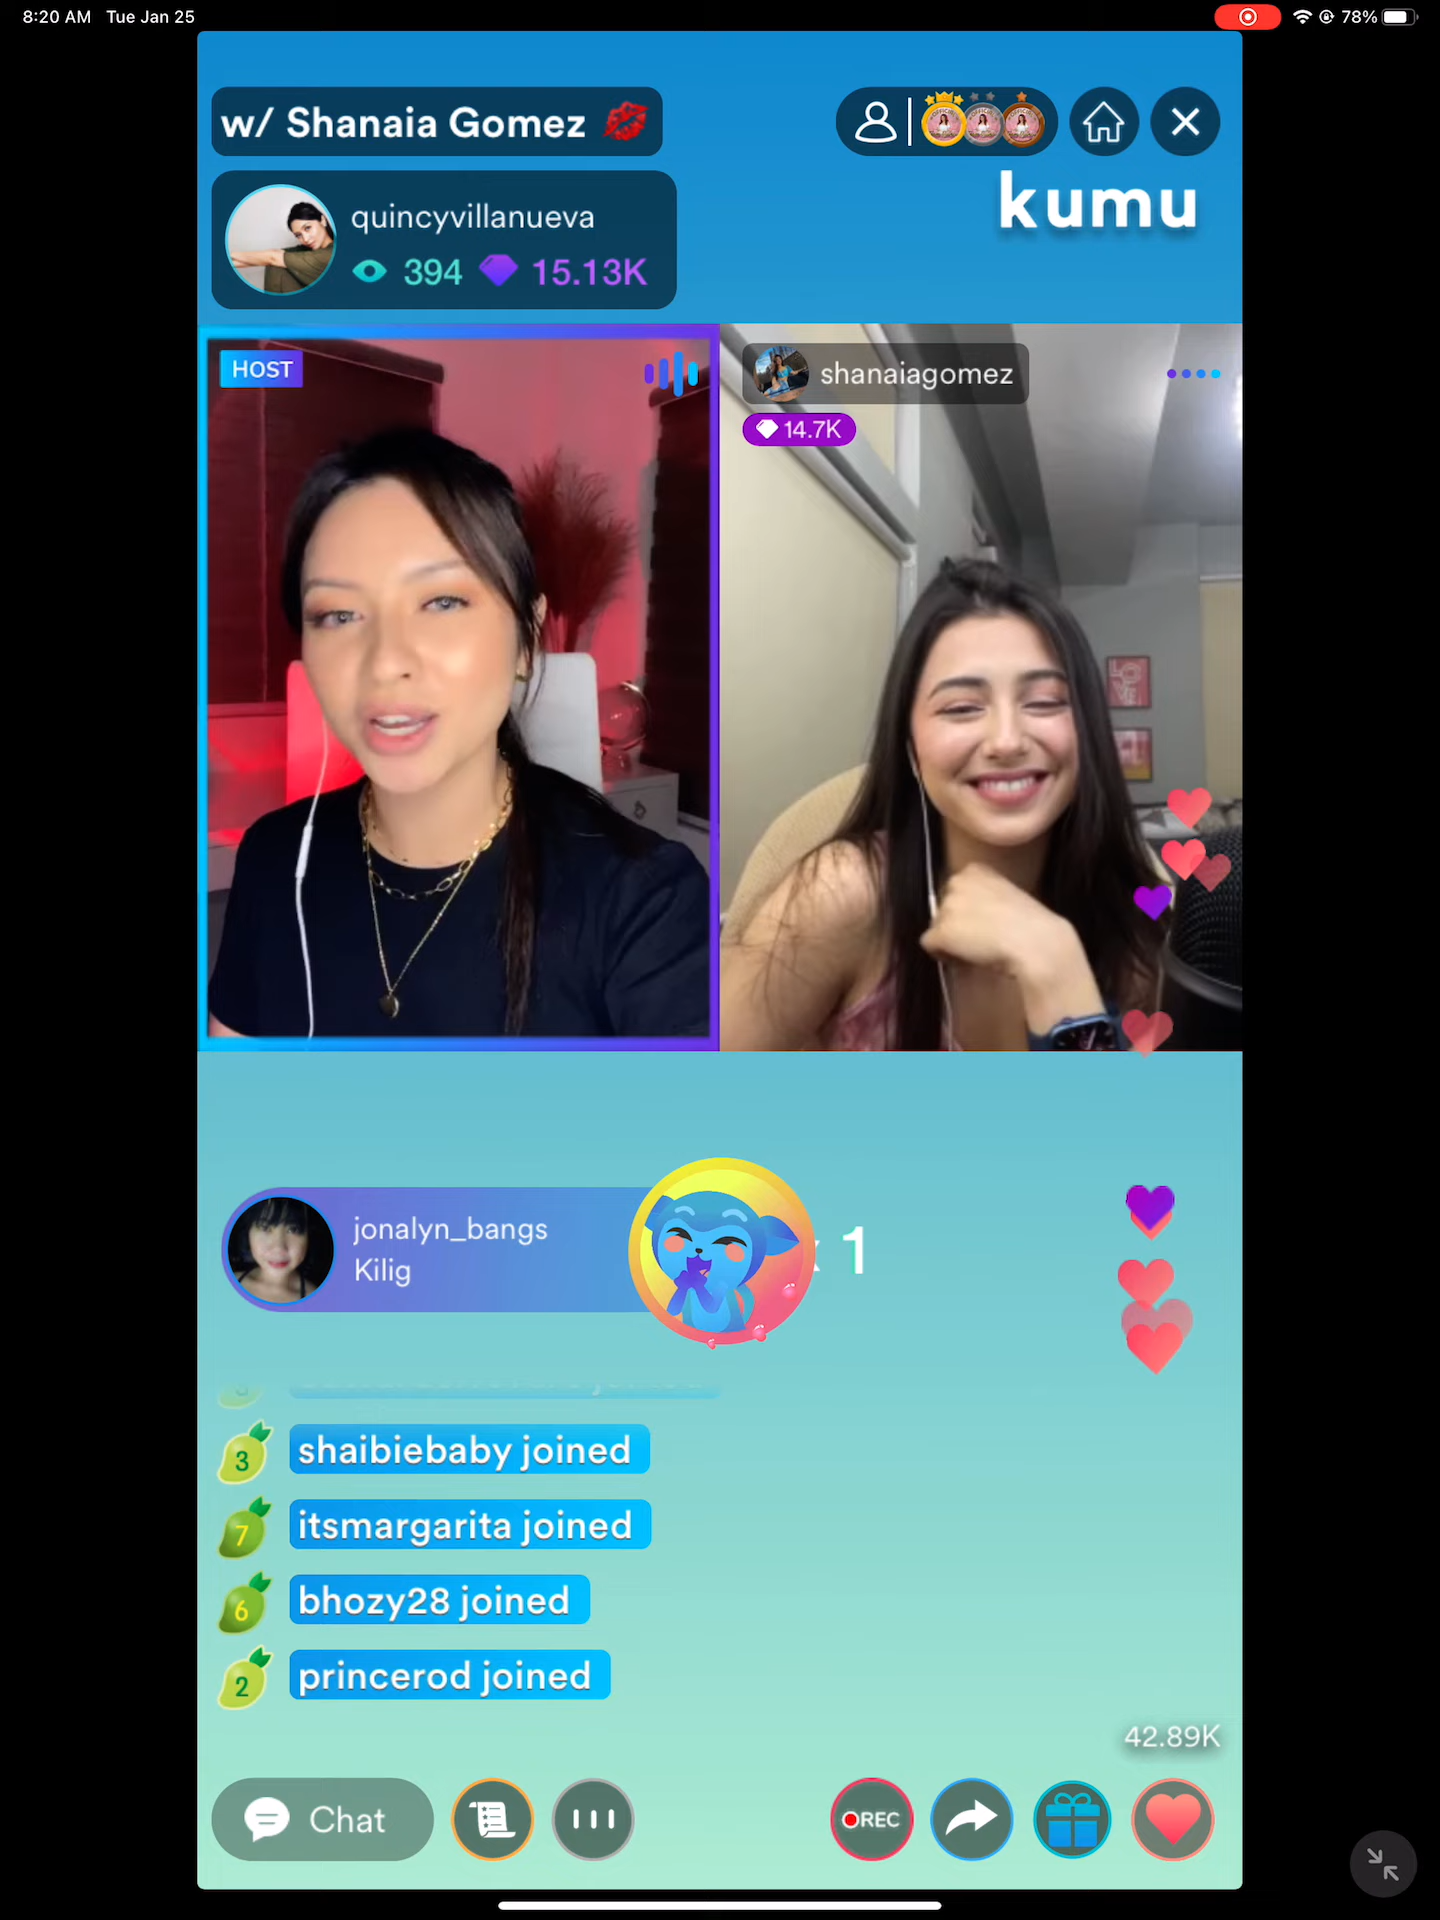 8:20 AM Tue Jan 25
78%
w/ Shanaia Gomez
kumu
quincyvillanueva
394 15.13K
HOST
shanaiagomez
14.7K
LOVE
jonalyn_bangs
Kilig
1
3 shaibiebaby joined
7 itsmargarita joined
6 bhozy28 joined
2 princerod joined
42.89K
Chat
REC